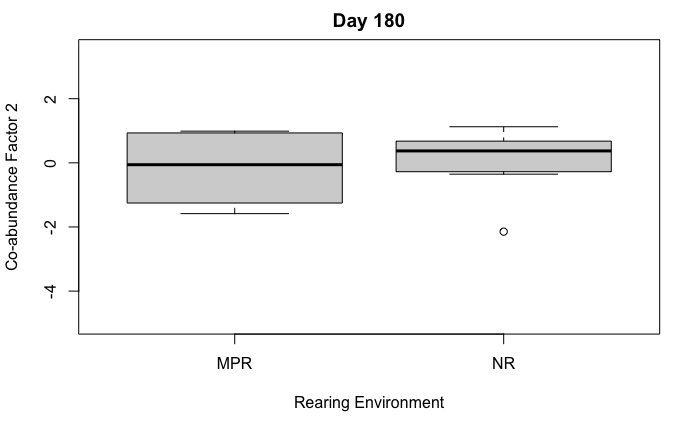 Day 180
Co-abundance Factor 2
2
0
-2
-4
MPR NR
Rearing Environment